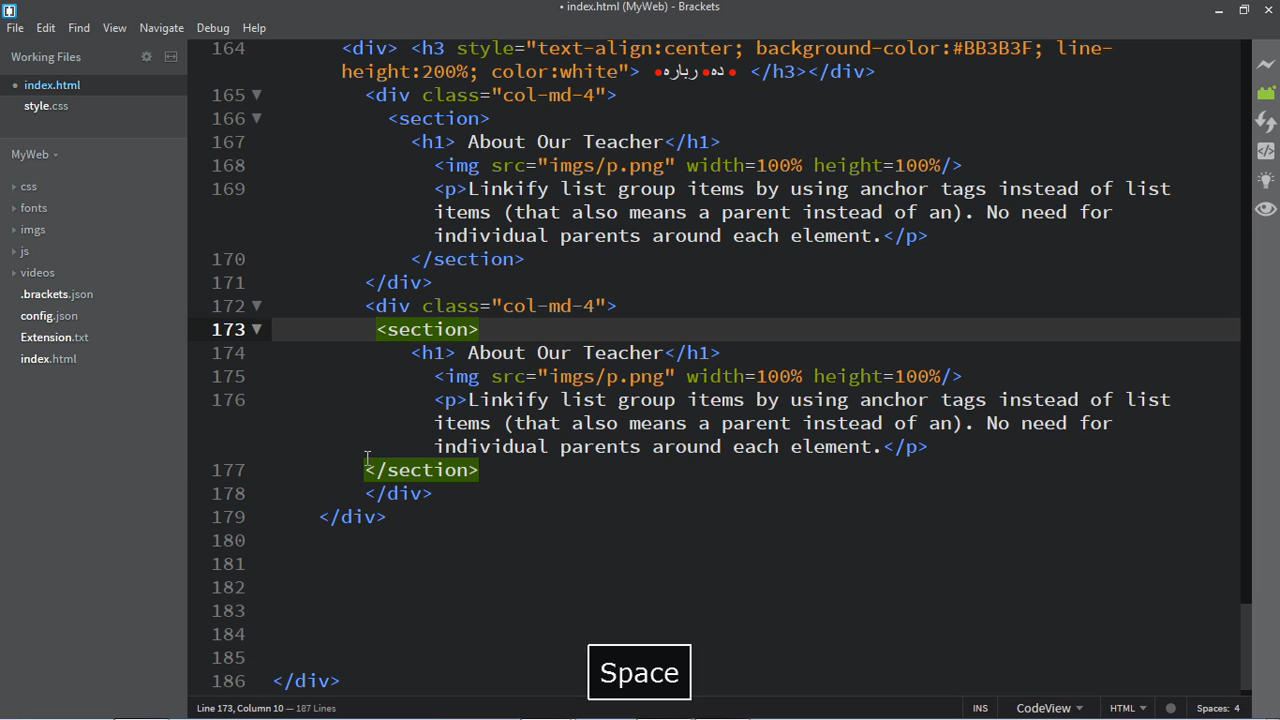 • index.html (MyWeb) - Brackets
File Edit Find View Navigate Debug Help
Working Files
• index.html
style.css
MyWeb
css
fonts
imgs
js
videos
.brackets.json
config.json
Extension.txt
index.html
164 <div> <h3 style="text-align:center; background-color:#BB3B3F; line-
height:200%; color:white"> •ده•رباره• </h3></div>
165 <div class="col-md-4">
166 <section>
167 <h1> About Our Teacher</h1>
168 <img src="imgs/p.png" width=100% height=100%/>
169 <p>Linkify list group items by using anchor tags instead of list
items (that also means a parent instead of an). No need for
individual parents around each element.</p>
170 </section>
171 </div>
172 <div class="col-md-4">
173 <section>
174 <h1> About Our Teacher</h1>
175 <img src="imgs/p.png" width=100% height=100%/>
176 <p>Linkify list group items by using anchor tags instead of list
items (that also means a parent instead of an). No need for
individual parents around each element.</p>
177 </section>
178 </div>
179 </div>
180
181
182
183
184
185
186 </div>
Space
Line 173, Column 10 — 187 Lines
INS CodeView HTML Spaces: 4